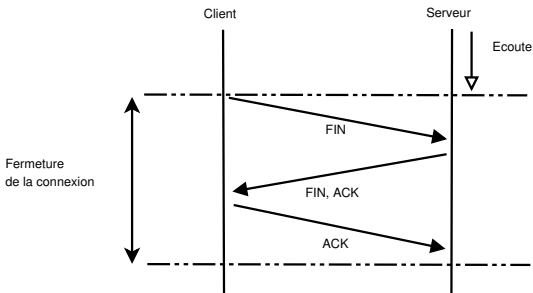 Client
Serveur
Ecoute
FIN
Fermeture
de la connexion
FIN, ACK
ACK